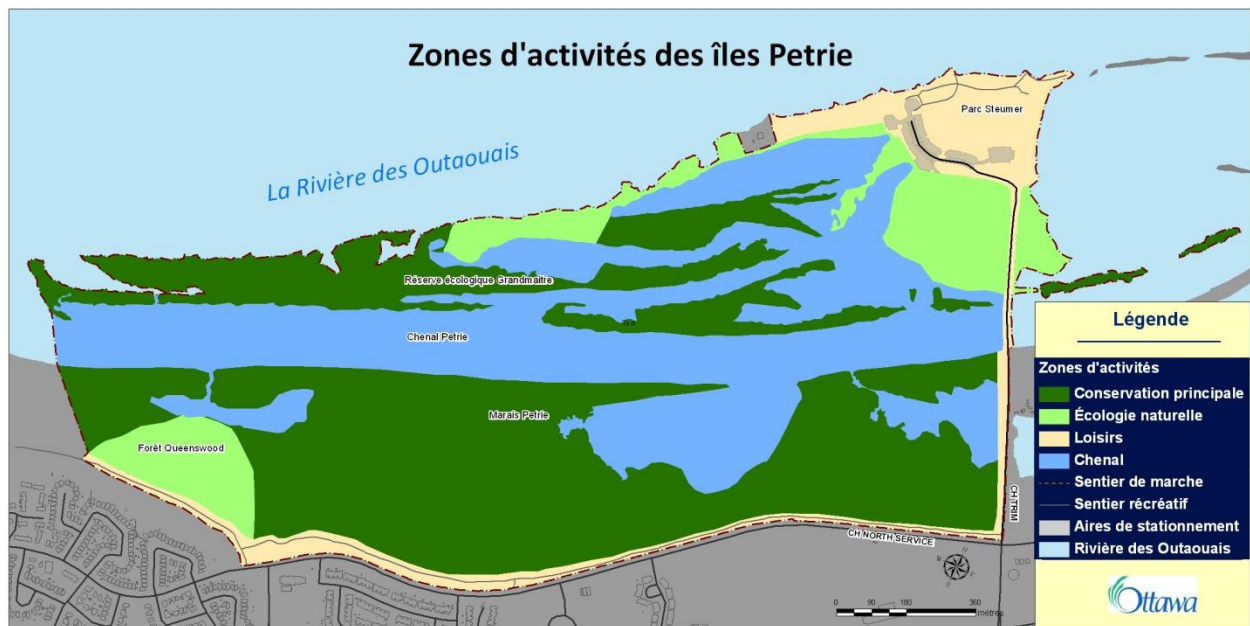 Zones d'activités des îles Petrie
Parc Steumer
La Rivière des Outaouais
Réserve écologique Grandmaître
Chenal Petrie
Marais Petrie
Forêt Queenswood
CH TRIM
CH NORTH SERVICE
0 90 180 360
mètres
Légende
Zones d'activités
Conservation principale
Écologie naturelle
Loisirs
Chenal
Sentier de marche
Sentier récréatif
Aires de stationnement
Rivière des Outaouais
Ottawa